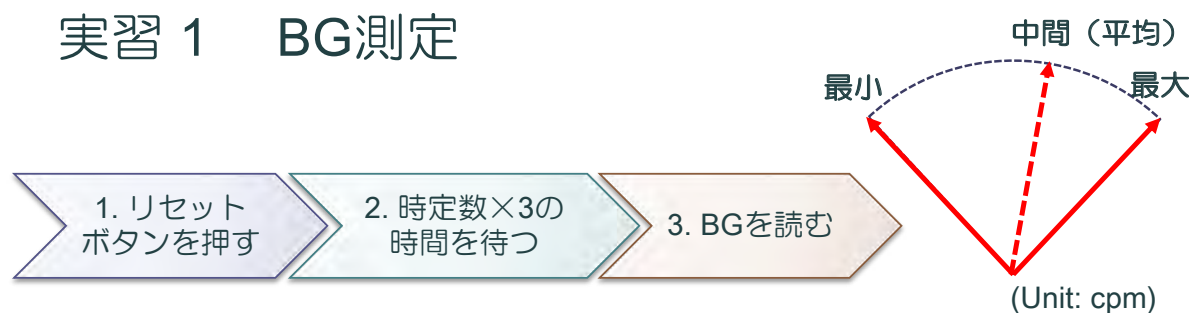 実習 1 BG測定
中間（平均）
最小
最大
1. リセット
ボタンを押す
2. 時定数×3の
時間を待つ
3. BGを読む
(Unit: cpm)